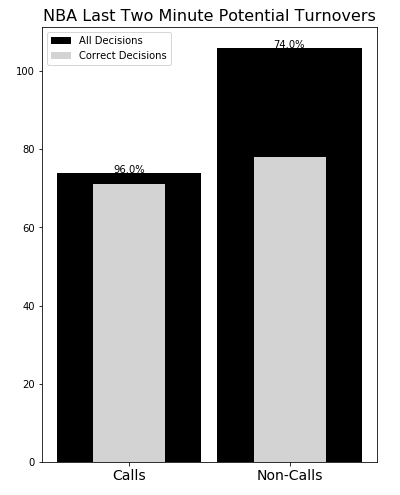 NBA Last Two Minute Potential Turnovers
All Decisions
Correct Decisions
74.0%
96.0%
100
80
60
40
20
0
Calls
Non-Calls